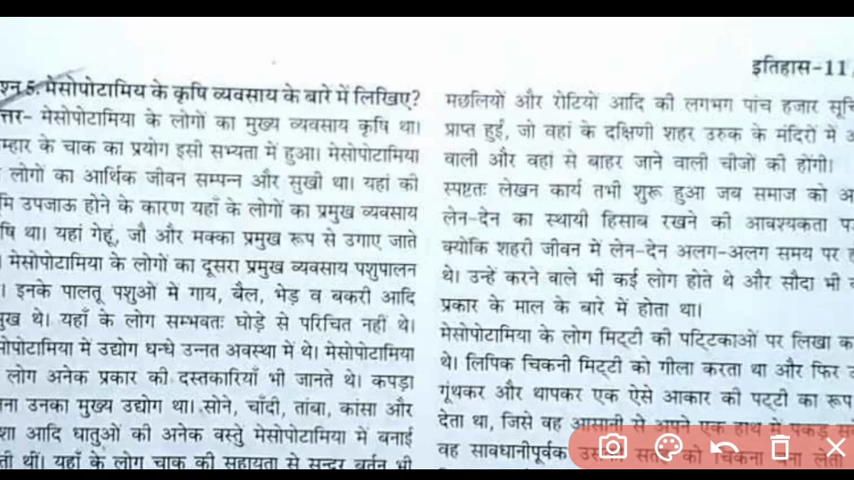 इतिहास-11
श्न 5. मेसोपोटामिय के कृषि व्यवसाय के बारे में लिखिए?
त्तर- मेसोपोटामिया के लोगों का मुख्य व्यवसाय कृषि था।
म्हार के चाक का प्रयोग इसी सभ्यता में हुआ। मेसोपोटामिया
लोगों का आर्थिक जीवन सम्पन्न और सुखी था। यहां की
मि उपजाऊ होने के कारण यहाँ के लोगों का प्रमुख व्यवसाय
षि था। यहां गेहूं, जौ और मक्का प्रमुख रूप से उगाए जाते
। मेसोपोटामिया के लोगों का दूसरा प्रमुख व्यवसाय पशुपालन
। इनके पालतू पशुओं में गाय, बैल, भेड़ व बकरी आदि
मुख थे। यहाँ के लोग सम्भवतः घोड़े से परिचित नहीं थे।
सोपोटामिया में उद्योग धन्धे उन्नत अवस्था में थे। मेसोपोटामिया
लोग अनेक प्रकार की दस्तकारियाँ भी जानते थे। कपड़ा
नना उनका मुख्य उद्योग था। सोने, चाँदी, तांबा, कांसा और
शा आदि धातुओं की अनेक वस्तुे मेसोपोटामिया में बनाई
ती थीं। यहाँ के लोग चाक की सहायता से सुन्दर बर्तन भी
मछलियों और रोटियों आदि की लगभग पांच हजार सूचि
प्राप्त हुईं, जो वहां के दक्षिणी शहर उरुक के मंदिरों में
वाली और वहां से बाहर जाने वाली चीजों की होंगी।
स्पष्टतः लेखन कार्य तभी शुरू हुआ जब समाज को
लेन-देन का स्थायी हिसाब रखने की आवश्यकता
क्योंकि शहरी जीवन में लेन-देन अलग-अलग समय पर
थे। उन्हें करने वाले भी कई लोग होते थे और सौदा भी
प्रकार के माल के बारे में होता था।
मेसोपोटामिया के लोग मिट्टी की पट्टिकाओं पर लिखा
थे। लिपिक चिकनी मिट्टी को गीला करता था और फिर
गूंथकर और थापकर एक ऐसे आकार की पट्टी का रूप
देता था, जिसे वह आसानी से अपने एक हाथ में पकड़
वह सावधानीपूर्वक उसकी सतह को चिकना बना लेता